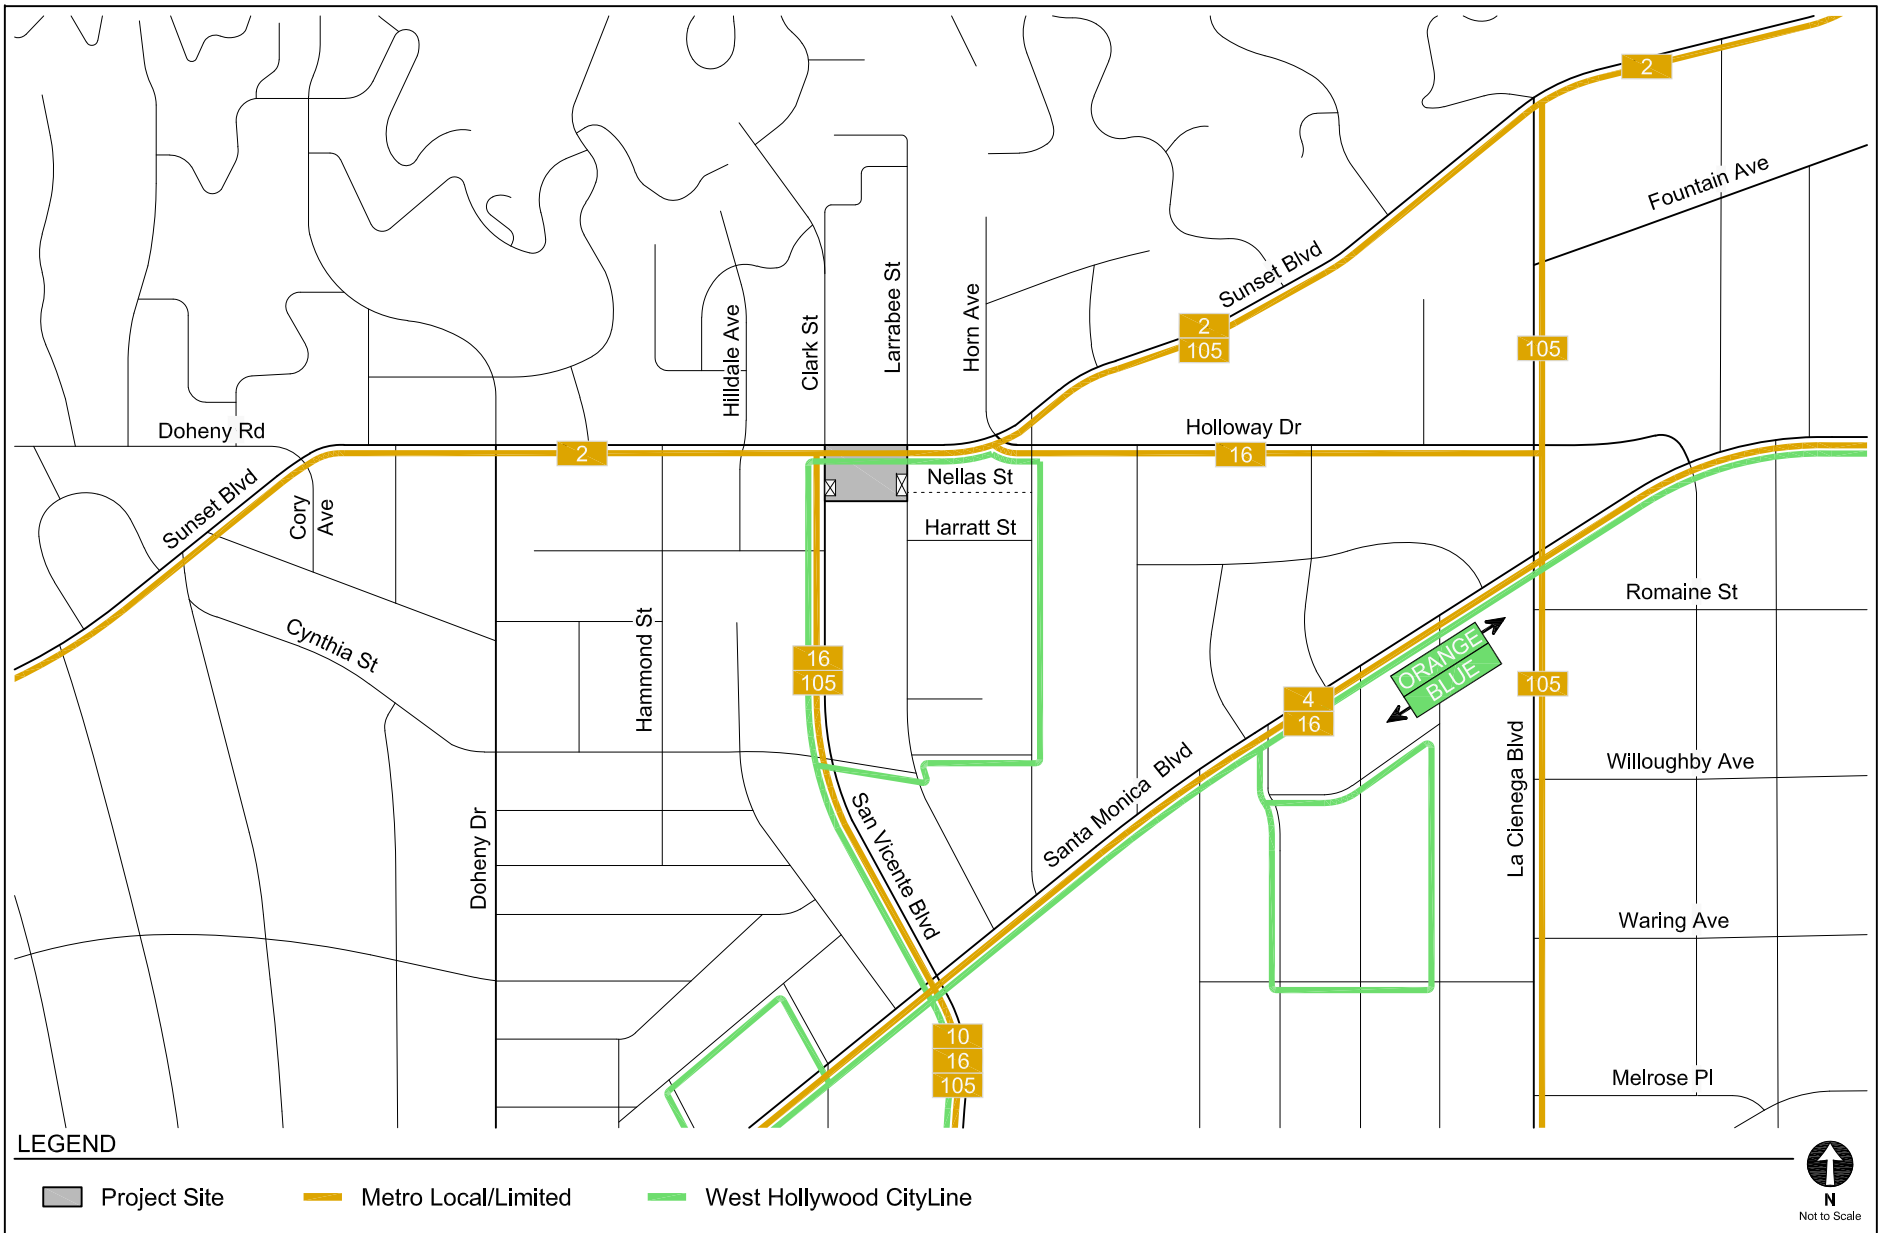 2
Fountain Ave
Sunset Blvd
2
105
105
Hilldale Ave
Clark St
Larrabee St
Horn Ave
Doheny Rd
2
Holloway Dr
16
Sunset Blvd
Cory
Ave
Nellas St
Harratt St
Cynthia St
Hammond St
16
105
Romaine St
ORANGE
BLUE
105
4
16
Santa Monica Blvd
La Cienega Blvd
Willoughby Ave
Doheny Dr
San Vicente Blvd
Waring Ave
10
16
105
Melrose Pl
LEGEND
Project Site
Metro Local/Limited
West Hollywood CityLine
N
Not to Scale